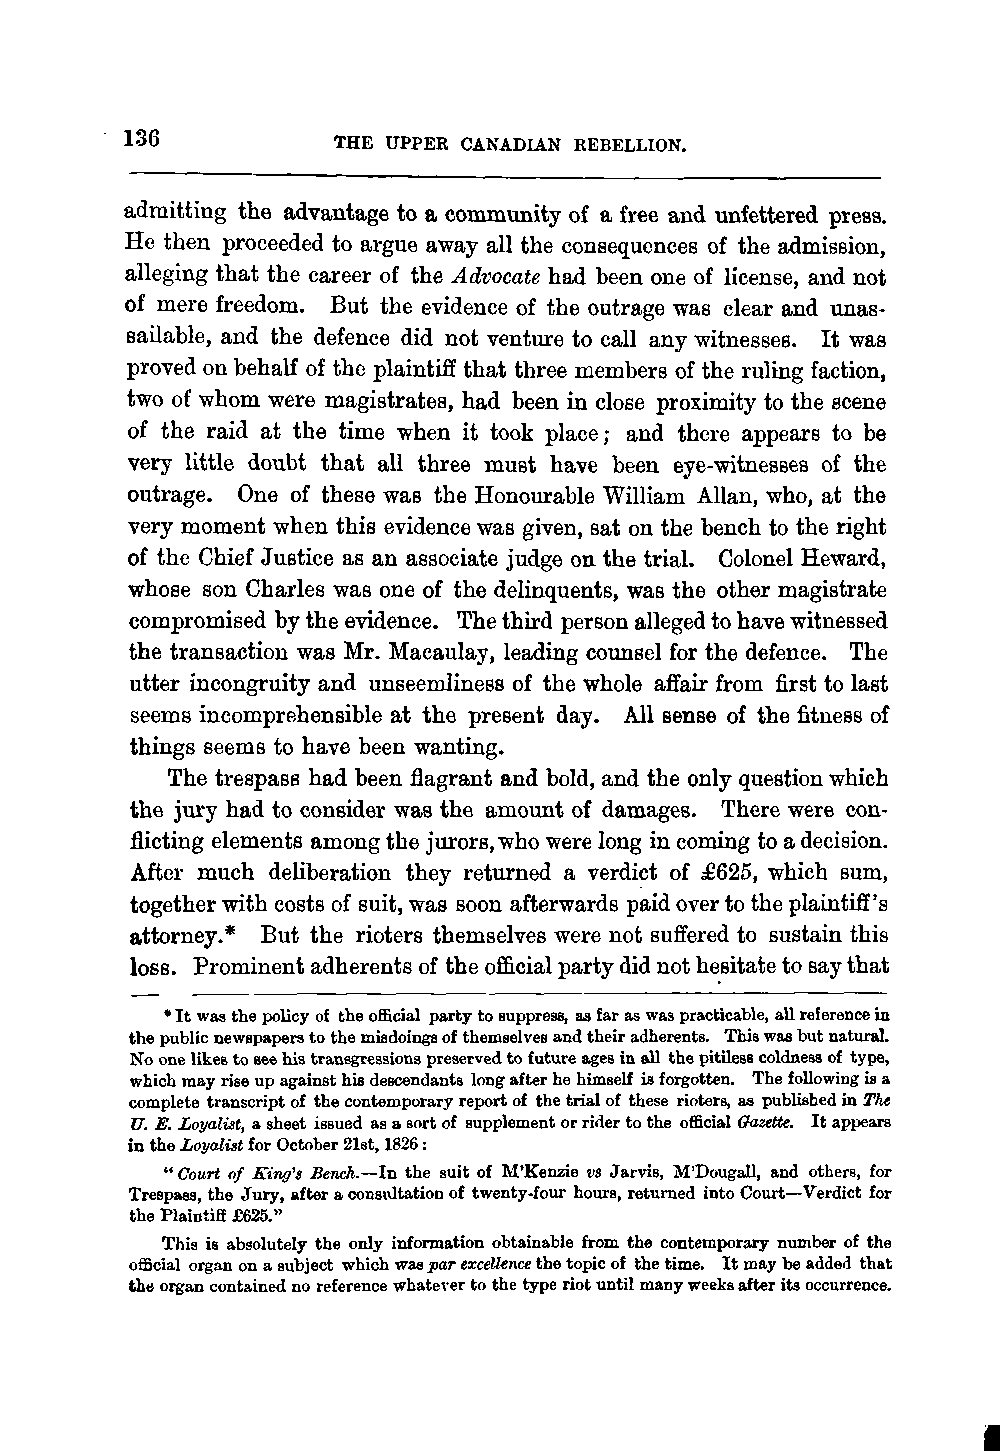 136
THE UPPER CANADIAN REBELLION.
admitting the advantage to a community of a free and unfettered press.
He then proceeded to argue away all the consequences of the admission,
alleging that the career of the Advocate had been one of license, and not
of mere freedom. But the evidence of the outrage was clear and unas-
sailable, and the defence did not venture to call any witnesses. It was
proved on behalf of the plaintiff that three members of the ruling faction,
two of whom were magistrates, had been in close proximity to the scene
of the raid at the time when it took place; and there appears to be
very little doubt that all three must have been eye-witnesses of the
outrage. One of these was the Honourable William Allan, who, at the
very moment when this evidence was given, sat on the bench to the right
of the Chief Justice as an associate judge on the trial. Colonel Heward,
whose son Charles was one of the delinquents, was the other magistrate
compromised by the evidence. The third person alleged to have witnessed
the transaction was Mr. Macaulay, leading counsel for the defence. The
utter incongruity and unseemliness of the whole affair from first to last
seems incomprehensible at the present day. All sense of the fitness of
things seems to have been wanting.
The trespass had been flagrant and bold, and the only question which
the jury had to consider was the amount of damages. There were con-
flicting elements among the jurors, who were long in coming to a decision.
After much deliberation they returned a verdict of £625, which sum,
together with costs of suit, was soon afterwards paid over to the plaintiff's
attorney.* But the rioters themselves were not suffered to sustain this
loss. Prominent adherents of the official party did not hesitate to say that
* It was the policy of the official party to suppress, as far as was practicable, all reference in
the public newspapers to the misdoings of themselves and their adherents. This was but natural.
No one likes to see his transgressions preserved to future ages in all the pitiless coldness of type,
which may rise up against his descendants long after he himself is forgotten. The following is a
complete transcript of the contemporary report of the trial of these rioters, as published in The
U. E. Loyalist, a sheet issued as a sort of supplement or rider to the official Gazette. It appears
in the Loyalist for October 21st, 1826:
"Court of King's Bench.—In the suit of M'Kenzie vs Jarvis, M'Dougall, and others, for
Trespass, the Jury, after a consultation of twenty-four hours, returned into Court—Verdict for
the Plaintiff £625."
This is absolutely the only information obtainable from the contemporary number of the
official organ on a subject which was par excellence the topic of the time. It may be added that
the organ contained no reference whatever to the type riot until many weeks after its occurrence.